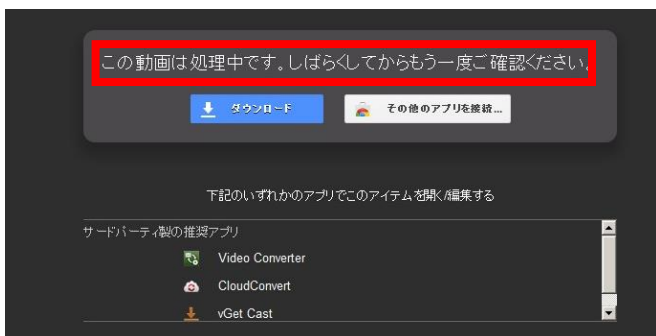 この動画は処理中です。しばらくしてからもう一度ご確認ください。
ダウンロード
その他のアプリを接続...
下記のいずれかのアプリでこのアイテムを開く/編集する
サードパーティ製の推奨アプリ
Video Converter
CloudConvert
vGet Cast